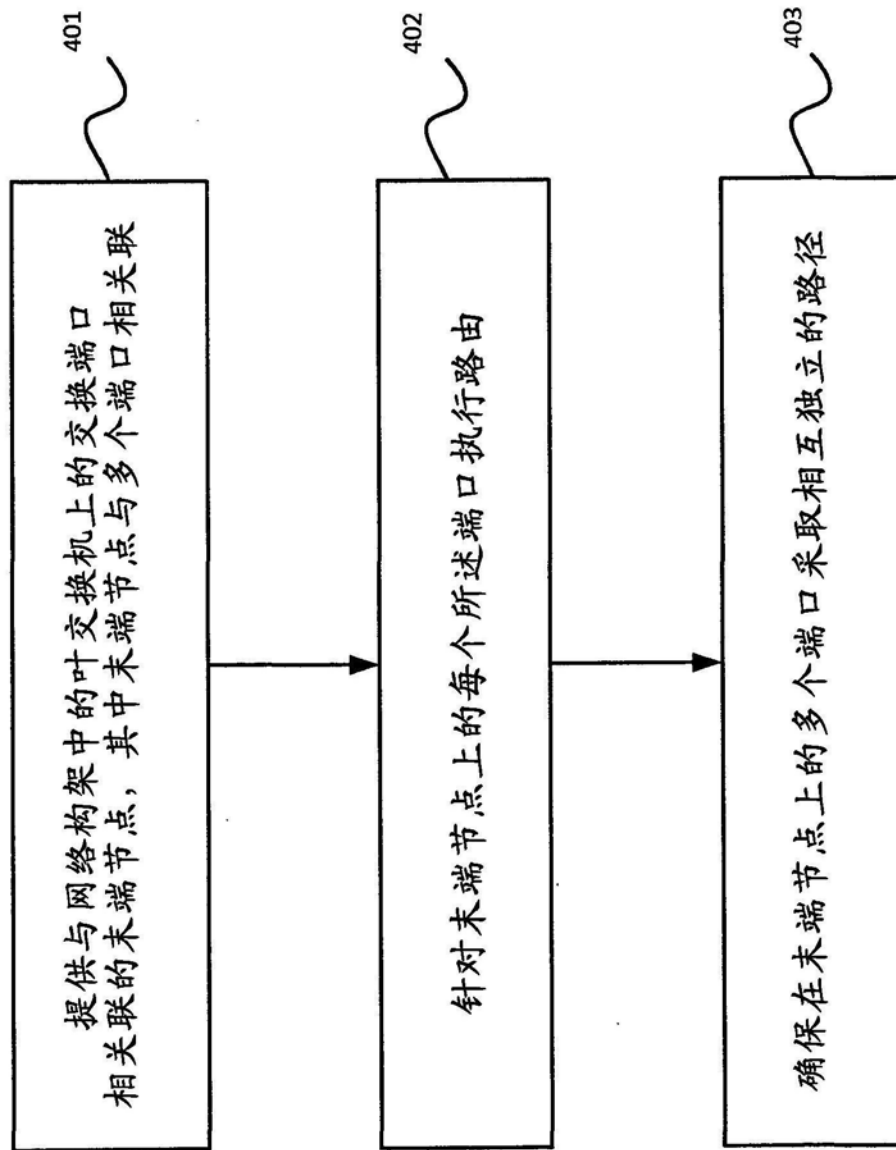 提供与网络构架中的叶交换机上的交换端口
相关联的末端节点，其中末端节点与多个端口相关联
401
针对末端节点上的每个所述端口执行路由
402
确保在末端节点上的多个端口采取相互独立的路径
403